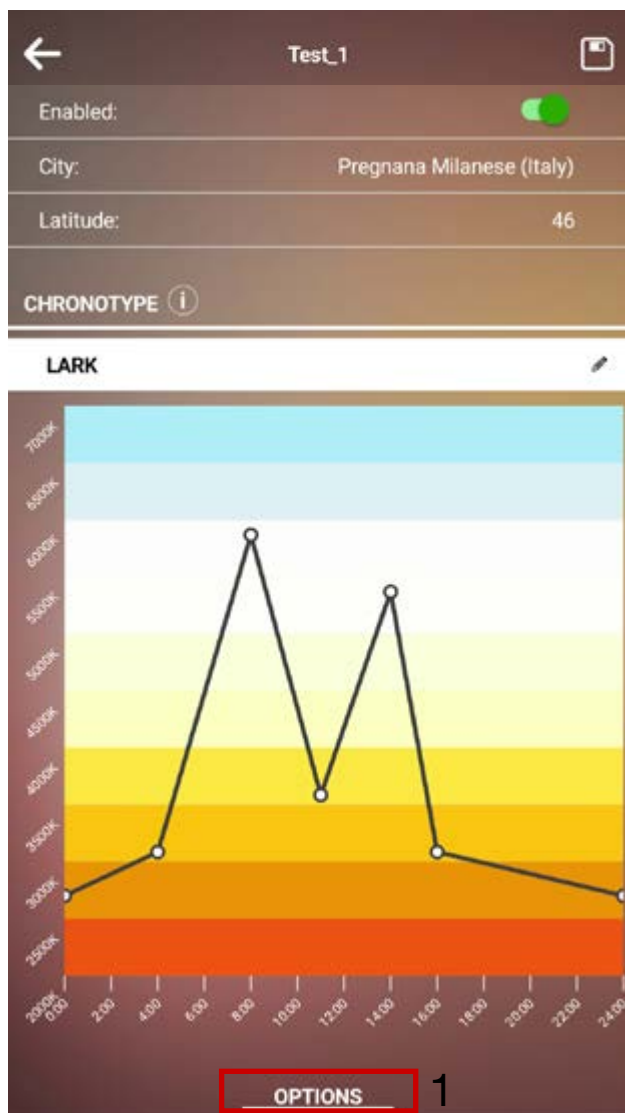 Test_1
Enabled:
City: Pregnana Milanese (Italy)
Latitude: 46
CHRONOTYPE i
LARK
7000K
6500K
6000K
5500K
5000K
4500K
4000K
3500K
3000K
2500K
2000K
0:00 2:00 4:00 6:00 8:00 10:00 12:00 14:00 16:00 18:00 20:00 22:00 24:00
OPTIONS 1